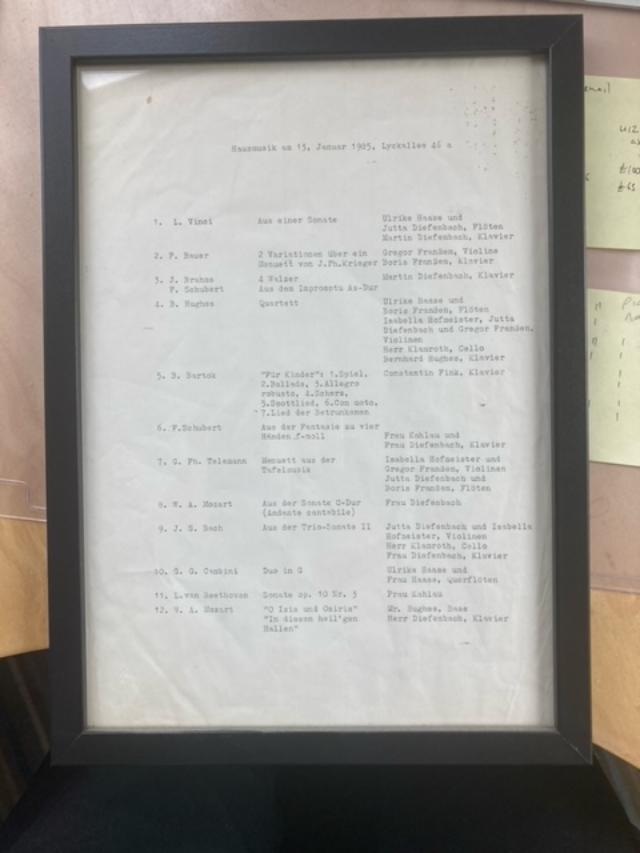 Hausmusik am 13. Januar 1985, Lyckallee 46 a
1. L. Vinci Aus einer Sonate Ulrike Haase und
Jutta Diefenbach, Flöten
Martin Diefenbach, Klavier
2. F. Bauer 2 Variationen über ein Gregor Franßen, Violine
Menuett von J.Ph.Krieger Doris Franßen, Klavier
3. J. Brahms 4 Walzer Martin Diefenbach, Klavier
F. Schubert Aus dem Impromptu As-Dur
4. B. Hughes Quartett Ulrike Haase und
Doris Franßen, Flöten
Isabella Hofmeister, Jutta
Diefenbach und Gregor Franßen,
Violinen
Herr Klamroth, Cello
Bernhard Hughes, Klavier
5. B. Bartok "Für Kinder": 1.Spiel, Constantin Fink, Klavier
2.Ballade, 3.Allegro
robusto, 4.Scherz,
5.Spottlied, 6.Con moto,
7.Lied der Betrunkenen
6. F.Schubert Aus der Fantasie zu vier
Händen f-moll Frau Kahlau und
Frau Diefenbach, Klavier
7. G. Ph. Telemann Menuett aus der Isabella Hofmeister und
Tafelmusik Gregor Franßen, Violinen
Jutta Diefenbach und
Doris Franßen, Flöten
8. W. A. Mozart Aus der Sonate C-Dur Frau Diefenbach
(Andante cantabile)
9. J. S. Bach Aus der Trio-Sonate II Jutta Diefenbach und Isabella
Hofmeister, Violinen
Herr Klamroth, Cello
Frau Diefenbach, Klavier
10. G. G. Cambini Duo in G Ulrike Haase und
Frau Haase, Querflöten
11. L.van Beethoven Sonate op. 10 Nr. 3 Frau Kahlau
12. W. A. Mozart "O Isis und Osiris" Mr. Hughes, Bass
"In diesen heil'gen Herr Diefenbach, Klavier
Hallen"